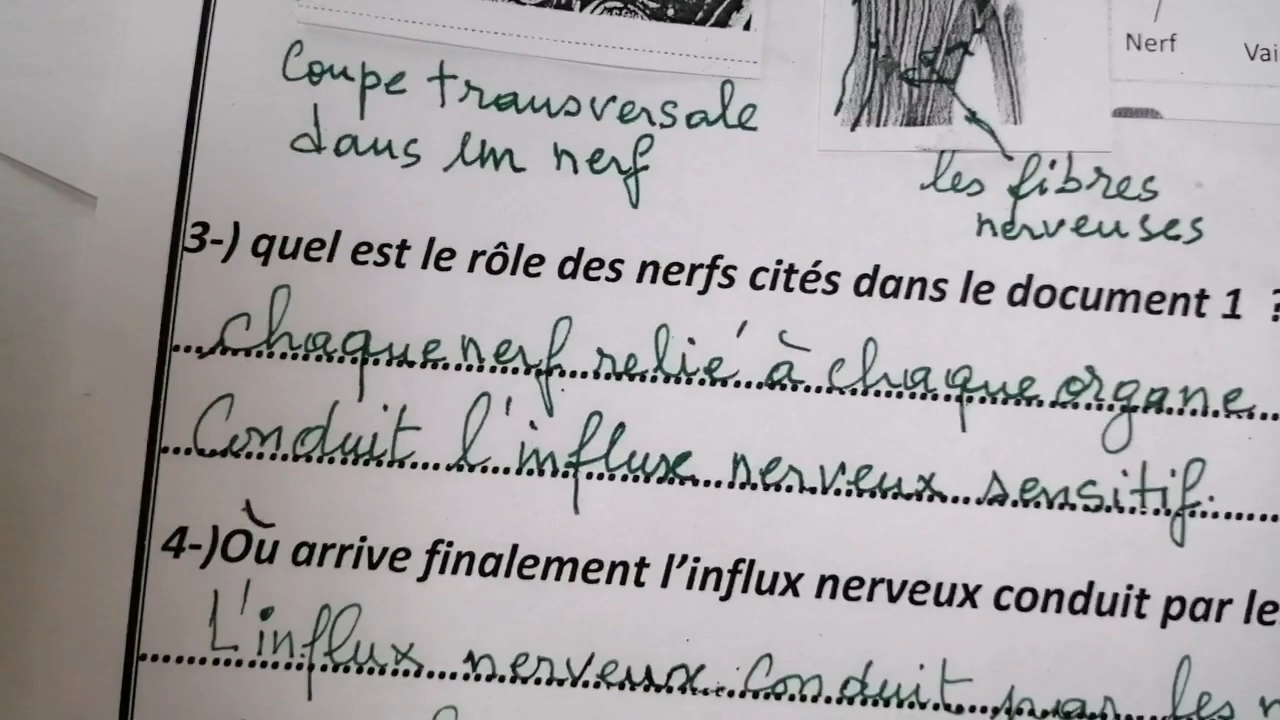 Nerf
Vai
Coupe transversale
dans un nerf
les fibres
nerveuses
3-) quel est le rôle des nerfs cités dans le document 1 ?
chaque nerf relié à chaque organe
Conduit l'influx nerveux sensitif.
4-)Où arrive finalement l'influx nerveux conduit par le
L'influx nerveux conduit par les n